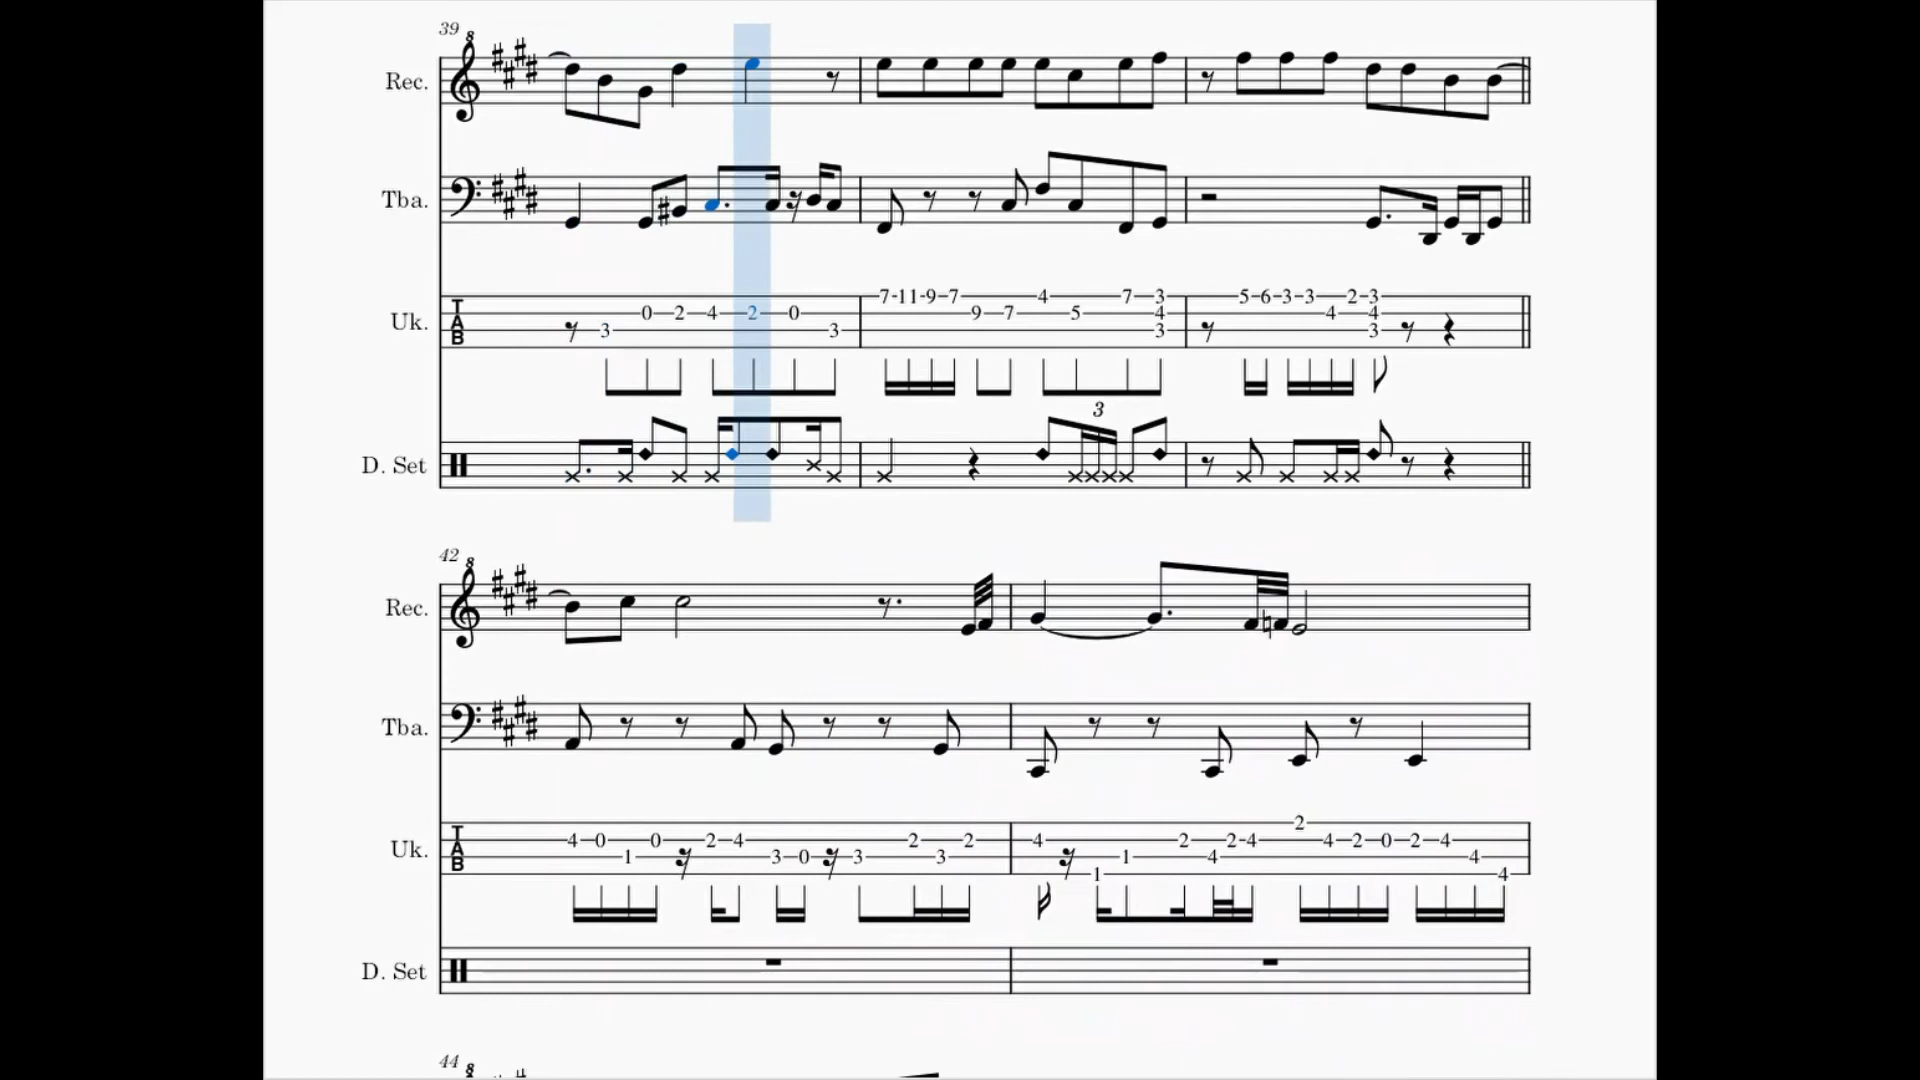 39
8
Rec.
Tba.
Uk.
T
A
B
3 0 2 4 2 0 3 7 11 9 7 9 7 4 5 7 3 4 3 5 6 3 3 4 2 3 4 3
3
D. Set
42
8
Rec.
Tba.
Uk.
T
A
B
4 0 1 0 2 4 3 0 3 2 3 2 4 1 1 2 4 2 4 2 4 2 0 2 4 4 4
D. Set
44
8